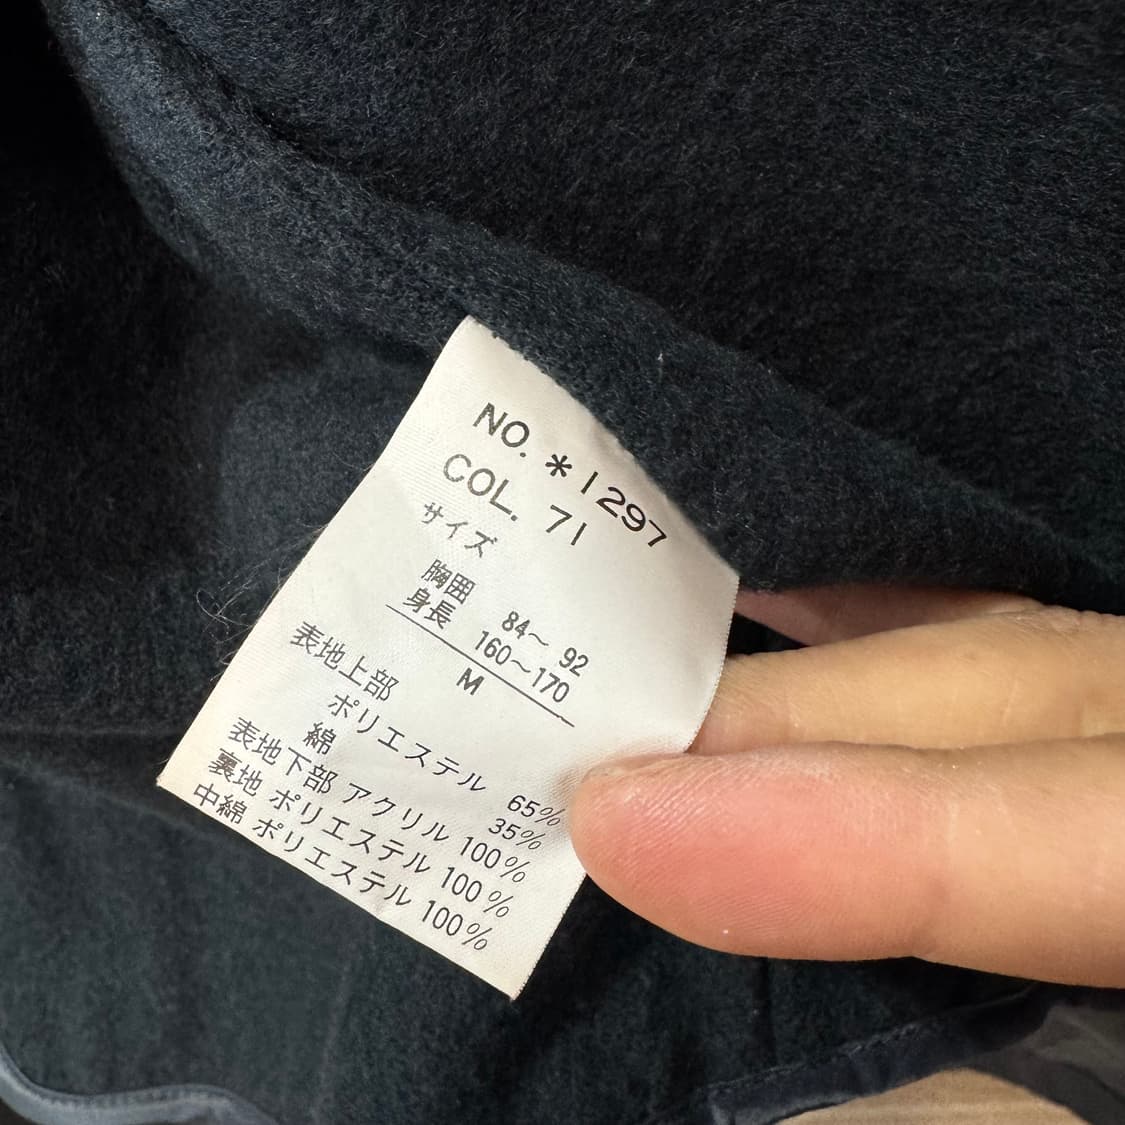 NO. *1297
COL. 71
サイズ
胸囲 84~ 92
身長 160~170
M
表地上部
ポリエステル 65%
綿 35%
表地下部 アクリル 100%
裏地 ポリエステル 100%
中綿 ポリエステル 100%